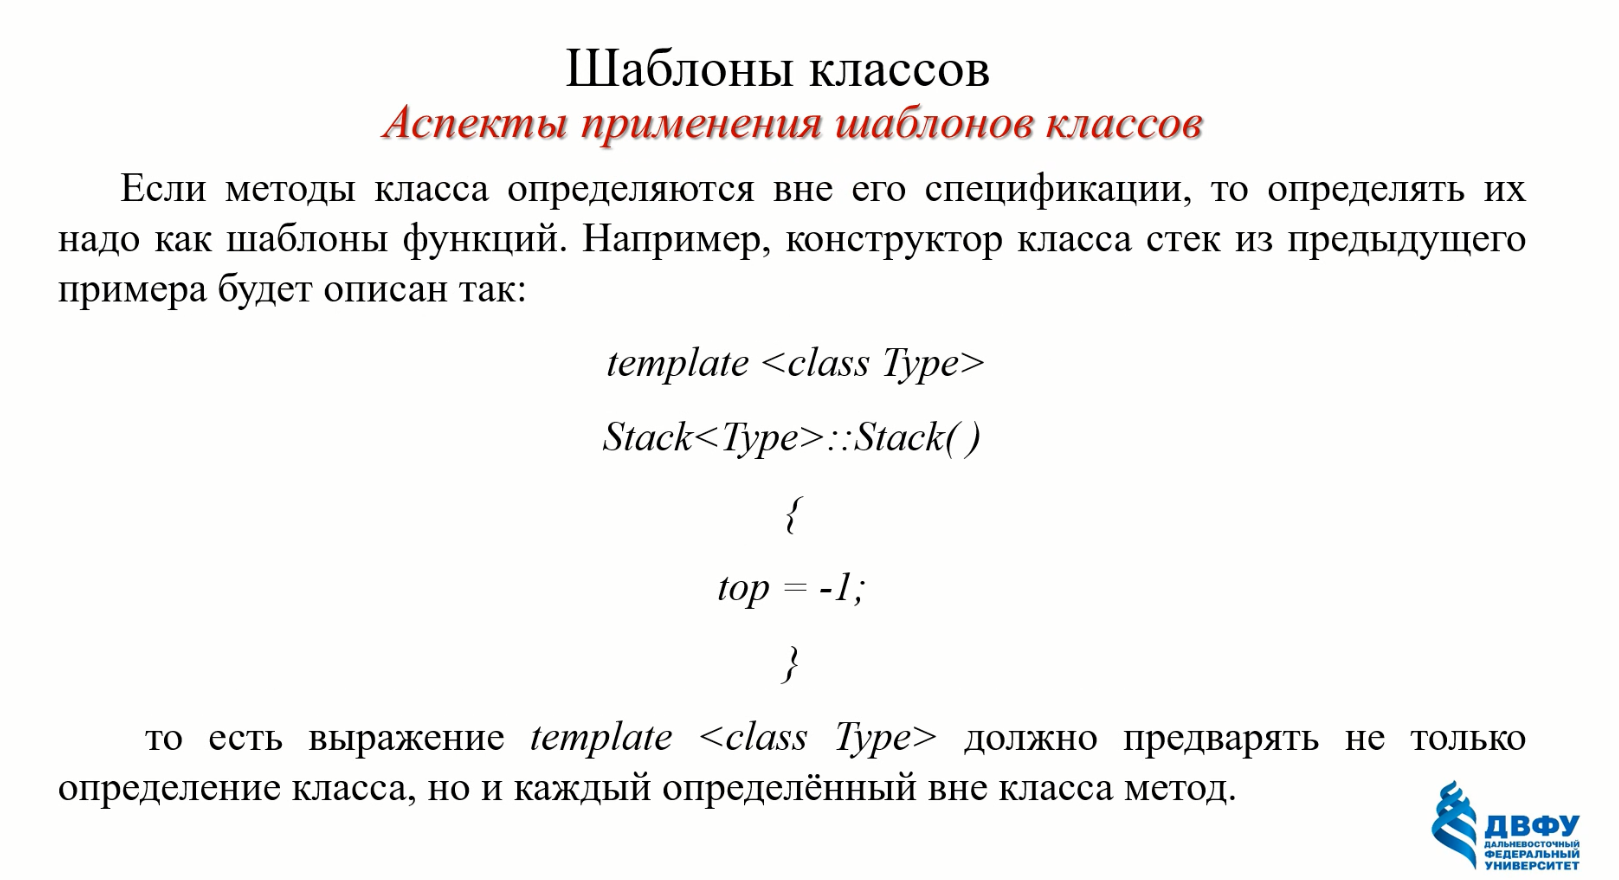 Шаблоны классов
Аспекты применения шаблонов классов
Если методы класса определяются вне его спецификации, то определять их
надо как шаблоны функций. Например, конструктор класса стек из предыдущего
примера будет описан так:
template <class Type>
Stack<Type>::Stack( )
{
top = -1;
}
то есть выражение template <class Type> должно предварять не только
определение класса, но и каждый определённый вне класса метод.
ДВФУ
ДАЛЬНЕВОСТОЧНЫЙ
ФЕДЕРАЛЬНЫЙ
УНИВЕРСИТЕТ